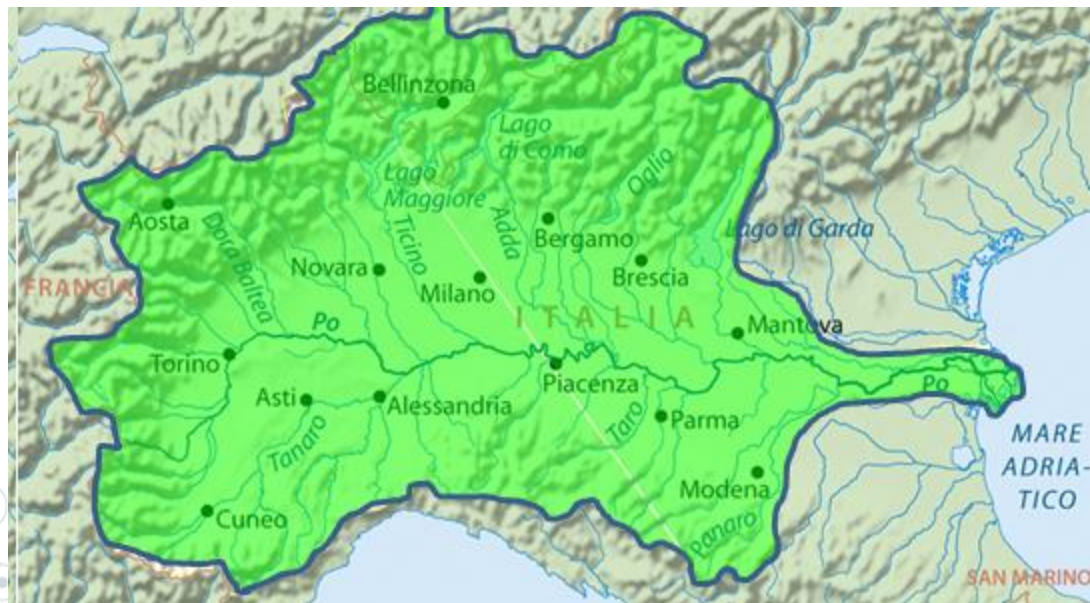 Bellinzona
Lago
di Como
Lago
Maggiore
Oglio
Aosta
Dora Baltea
Ticino
Adda
Bergamo
Lago di Garda
Novara
Milano
Brescia
FRANCIA
ITALIA
Po
Mantova
Torino
Piacenza
Po
Asti
Alessandria
Taro
Parma
Tanaro
MARE
ADRIA-
TICO
Modena
Cuneo
Panaro
SAN MARINO